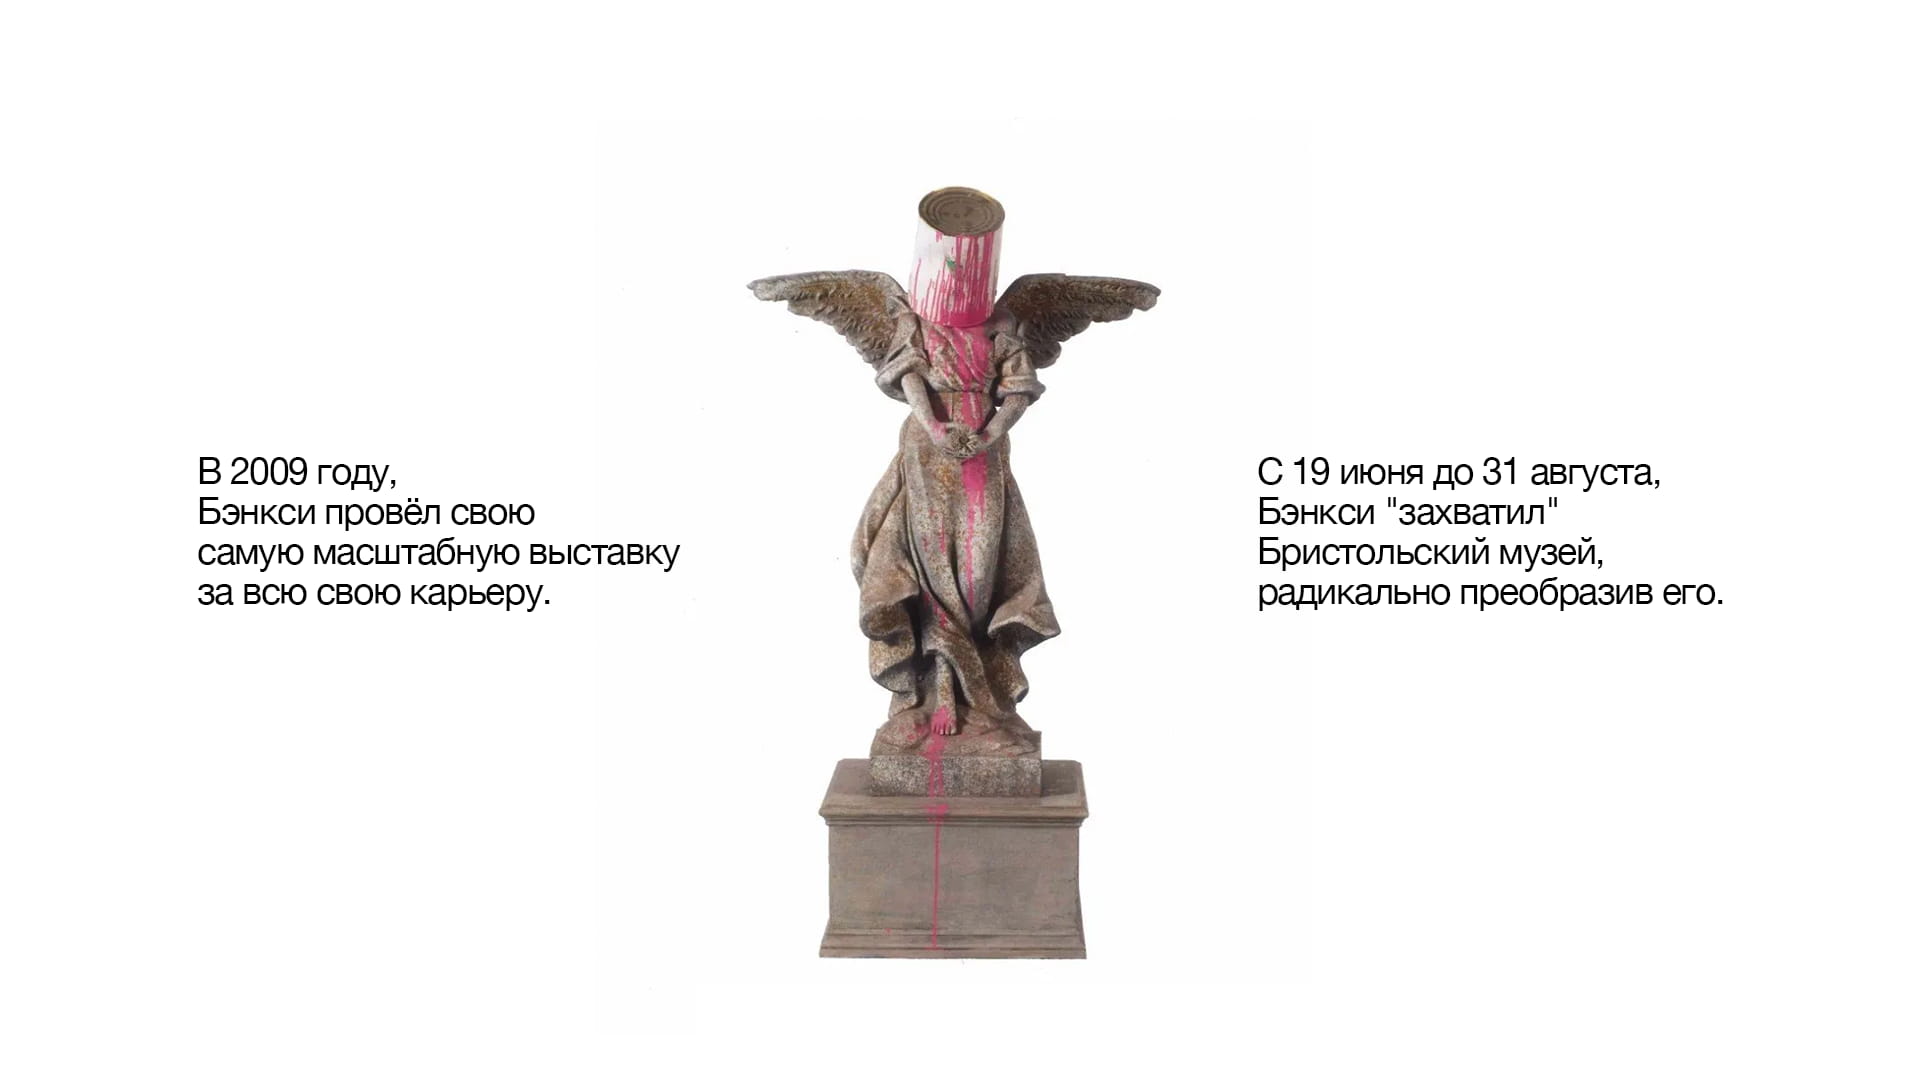 В 2009 году,
Бэнкси провёл свою
самую масштабную выставку
за всю свою карьеру.
С 19 июня до 31 августа,
Бэнкси "захватил"
Бристольский музей,
радикально преобразив его.